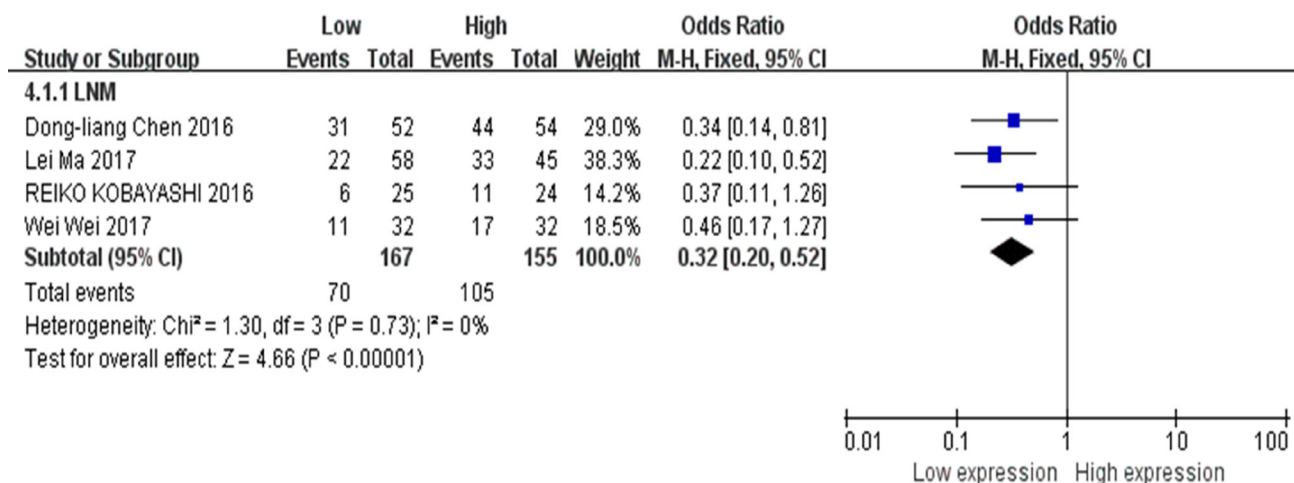 Low High Odds Ratio Odds Ratio
Study or Subgroup Events Total Events Total Weight M-H, Fixed, 95% CI M-H, Fixed, 95% CI
4.1.1 LNM
Dong-liang Chen 2016 31 52 44 54 29.0% 0.34 [0.14, 0.81]
Lei Ma 2017 22 58 33 45 38.3% 0.22 [0.10, 0.52]
REIKO KOBAYASHI 2016 6 25 11 24 14.2% 0.37 [0.11, 1.26]
Wei Wei 2017 11 32 17 32 18.5% 0.46 [0.17, 1.27]
Subtotal (95% CI) 167 155 100.0% 0.32 [0.20, 0.52]
Total events 70 105
Heterogeneity: Chi² = 1.30, df = 3 (P = 0.73); I² = 0%
Test for overall effect: Z = 4.66 (P < 0.00001)
0.01 0.1 1 10 100
Low expression High expression